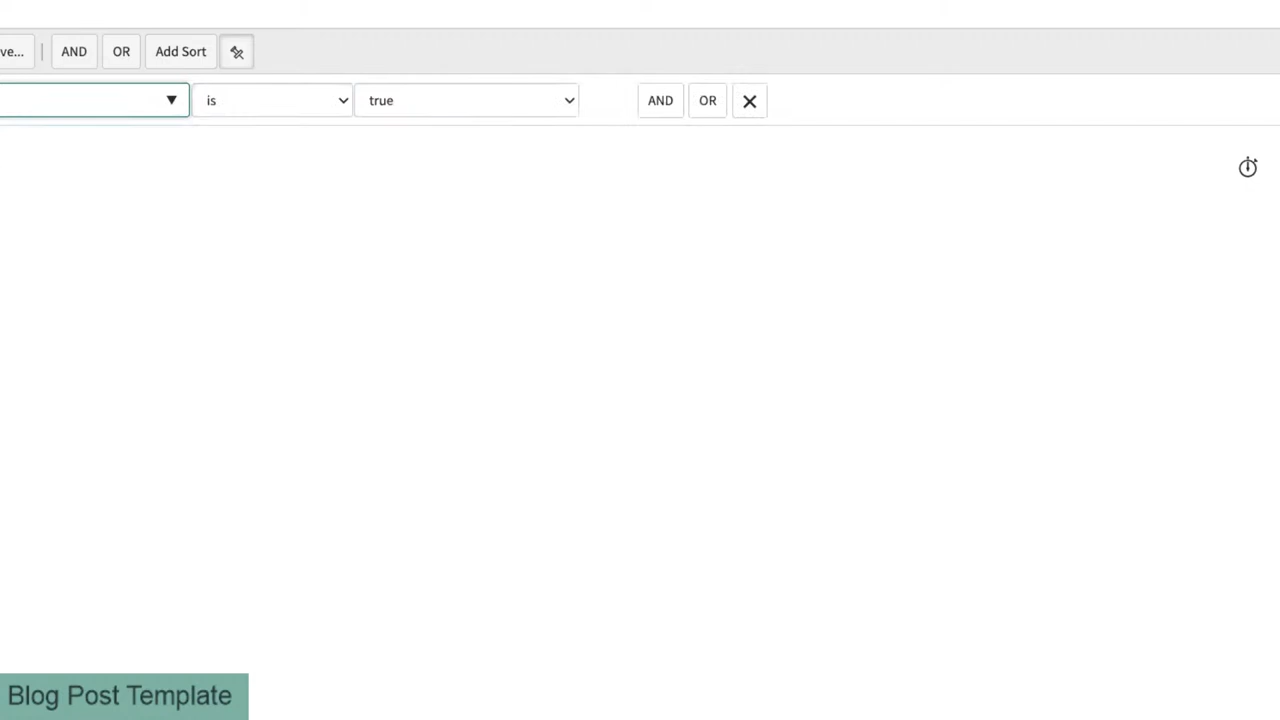 ve... AND OR Add Sort
is true AND OR
Blog Post Template